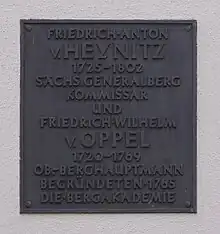 FRIEDRICH·ANTON
v.HEYNITZ
1725-1802
SÄCHS.GENERALBERG
KOMMISSAR
UND
FRIEDRICH·WILHELM
v.OPPEL
1720-1769
OB.-BERGHAUPTMANN
BEGRÜNDETEN·1765
DIE·BERGAKADEMIE